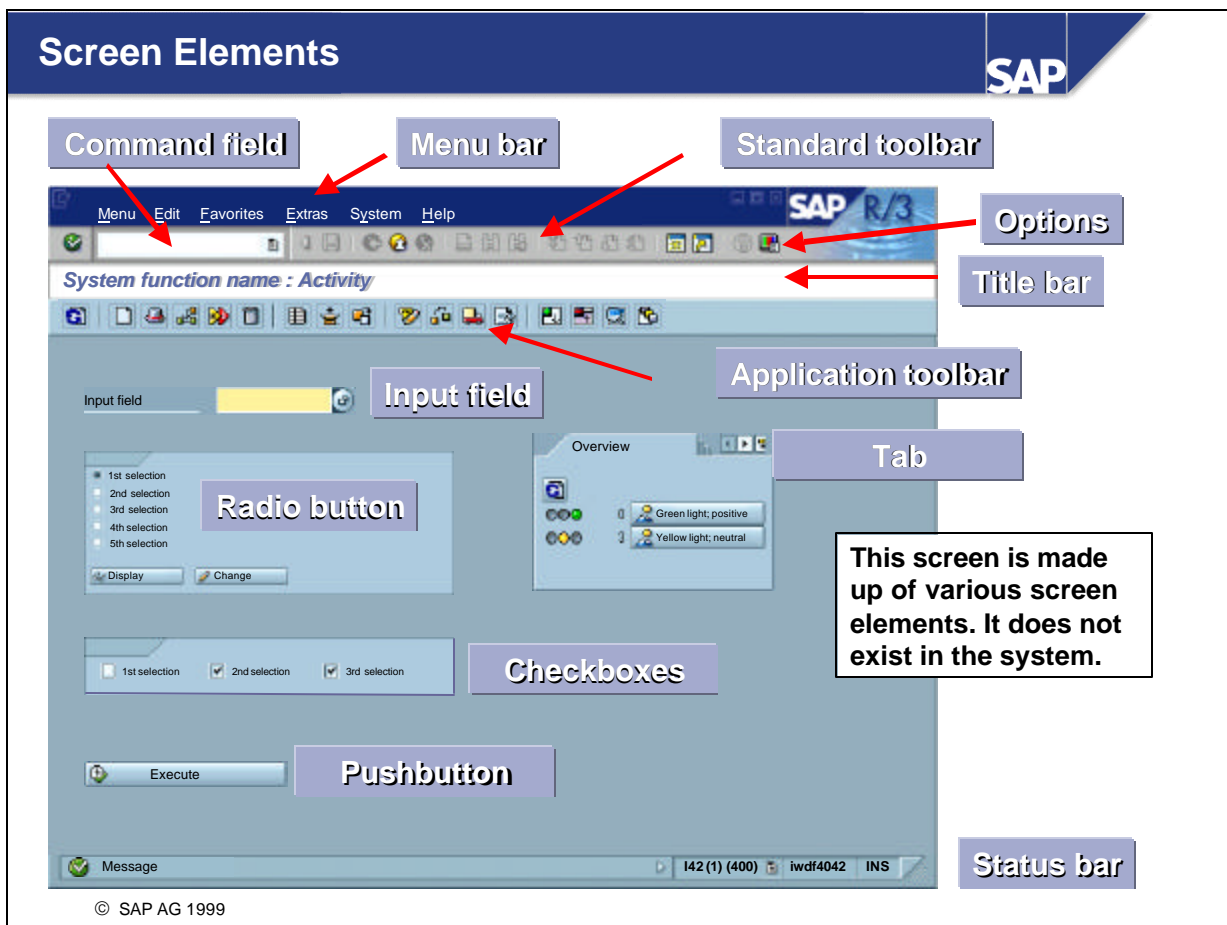 Screen Elements
SAP
Command field
Menu bar
Standard toolbar
Menu Edit Favorites Extras System Help
SAP R/3
Options
System function name : Activity
Title bar
Application toolbar
Input field
Input field
Overview
Tab
1st selection
2nd selection
3rd selection
4th selection
5th selection
Radio button
0 Green light; positive
3 Yellow light; neutral
Display Change
This screen is made
up of various screen
elements. It does not
exist in the system.
1st selection 2nd selection 3rd selection
Checkboxes
Execute
Pushbutton
Message
I42 (1) (400) iwdf4042 INS
Status bar
© SAP AG 1999